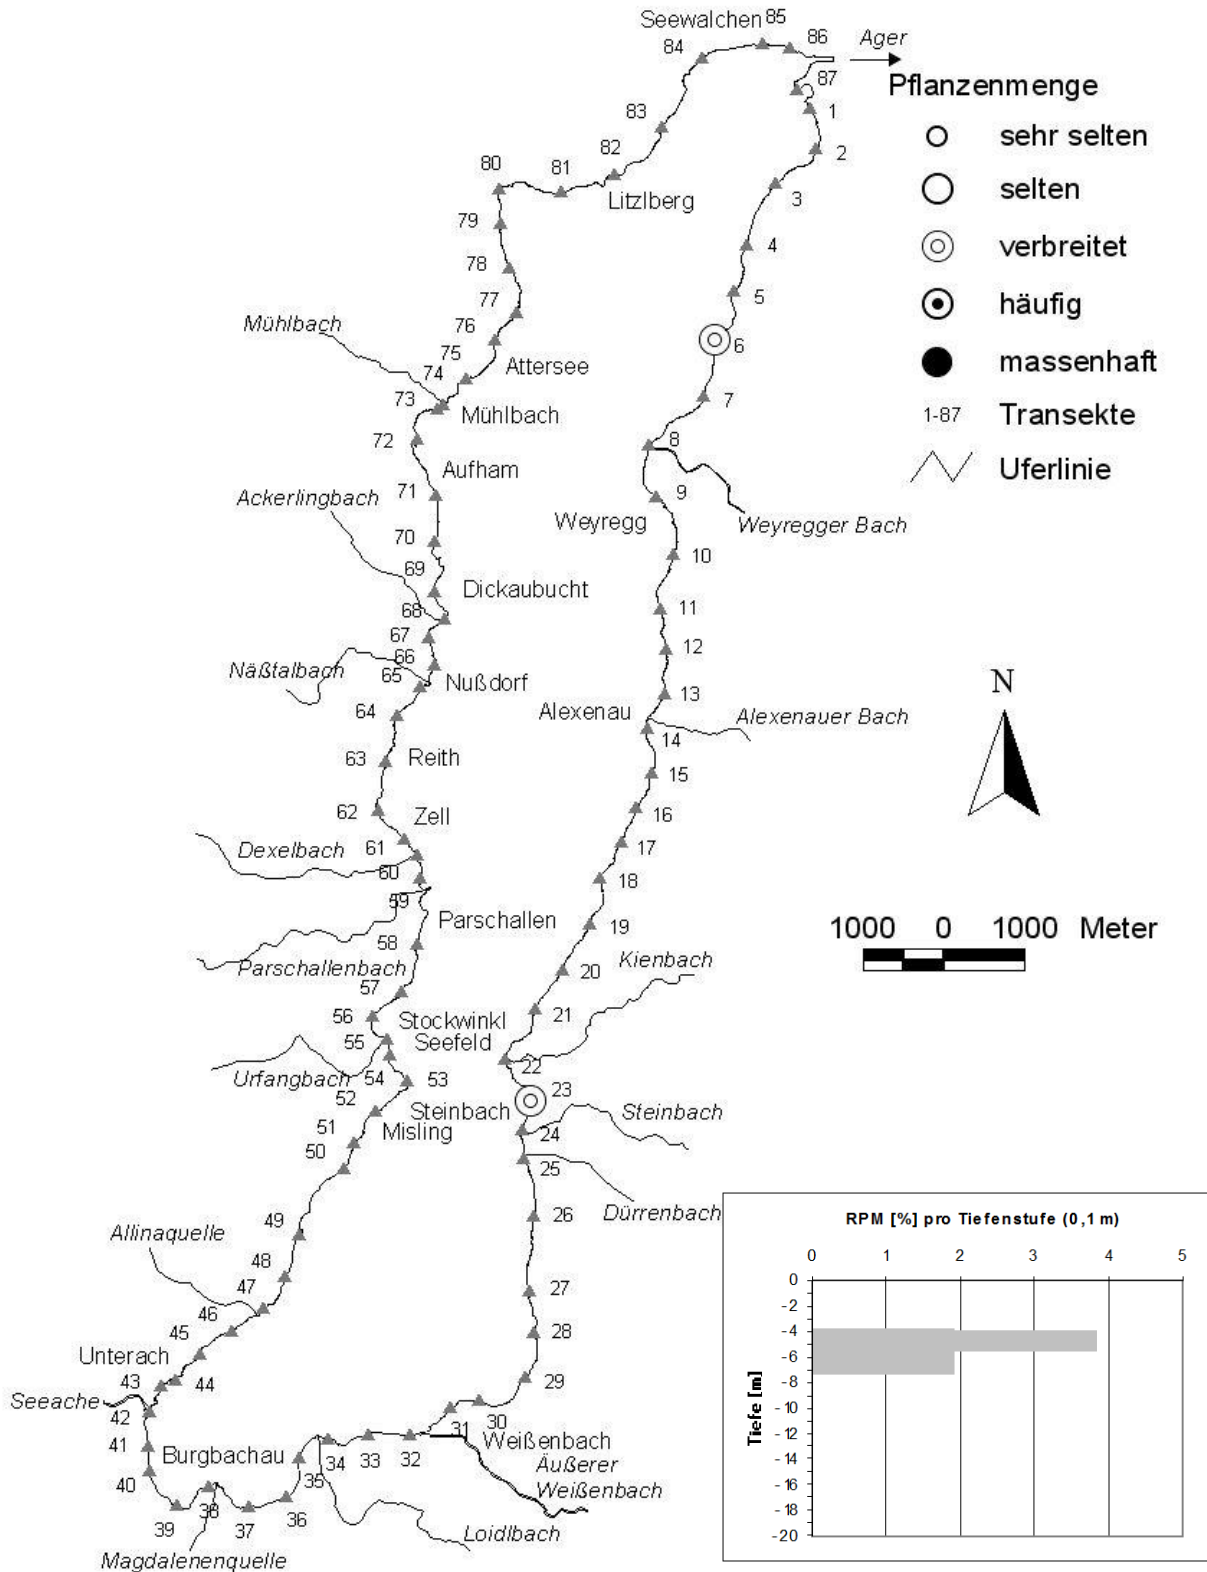 Seewalchen
85
86
84
Ager
87
Pflanzenmenge
1
sehr selten
83
2
82
80
81
selten
3
Litzlberg
79
4
verbreitet
78
5
77
häufig
Mühlbach
76
6
75
Attersee
massenhaft
74
7
73
Mühlbach
1-87
Transekte
72
8
Aufham
Uferlinie
71
9
Ackerlingbach
Weyregg
Weyregger Bach
70
10
69
Dickaubucht
68
11
67
12
66
Näßtalbach
65
Nußdorf
13
N
64
Alexenau
Alexenauer Bach
14
63
Reith
15
62
Zell
16
61
Dexelbach
17
60
18
59
Parschallen
19
1000
0
1000
Meter
58
Parschallenbach
20
Kienbach
57
56
Stockwinkl
21
55
Seefeld
22
Urfangbach
54
53
23
52
Steinbach
Steinbach
51
Misling
24
50
25
Dürrenbach
26
49
Allinaquelle
48
47
27
46
28
45
Unterach
29
43
44
Seeache
42
30
31
41
Burgbachau
34
33
32
Weißenbach
Äußerer
Weißenbach
40
35
36
39
38
37
Loidlbach
Magdalenenquelle
RPM [%] pro Tiefenstufe (0,1 m)
0
1
2
3
4
5
0
-2
-4
-6
-8
-10
-12
-14
-16
-18
-20
Tiefe [m]